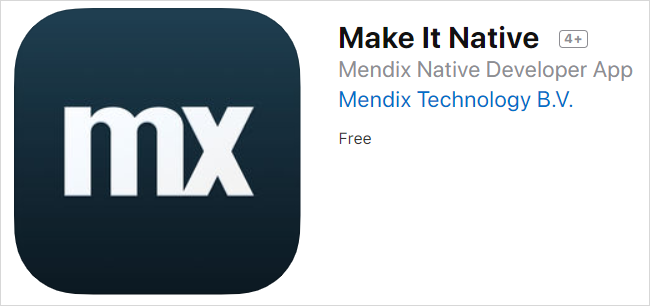 mx
Make It Native 4+
Mendix Native Developer App
Mendix Technology B.V.
Free